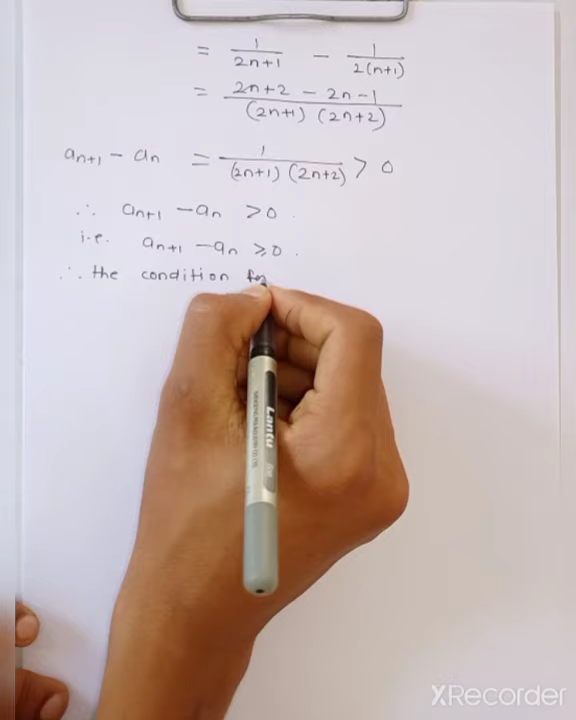 = 1/(2n+1) - 1/(2(n+1))
= (2n+2 - 2n-1)/((2n+1) (2n+2))
aₙ₊₁ - aₙ = 1/((2n+1) (2n+2)) > 0
∴ aₙ₊₁ - aₙ > 0.
i.e. aₙ₊₁ - aₙ ≥ 0.
∴ the condition for
Lantu
XRecorder